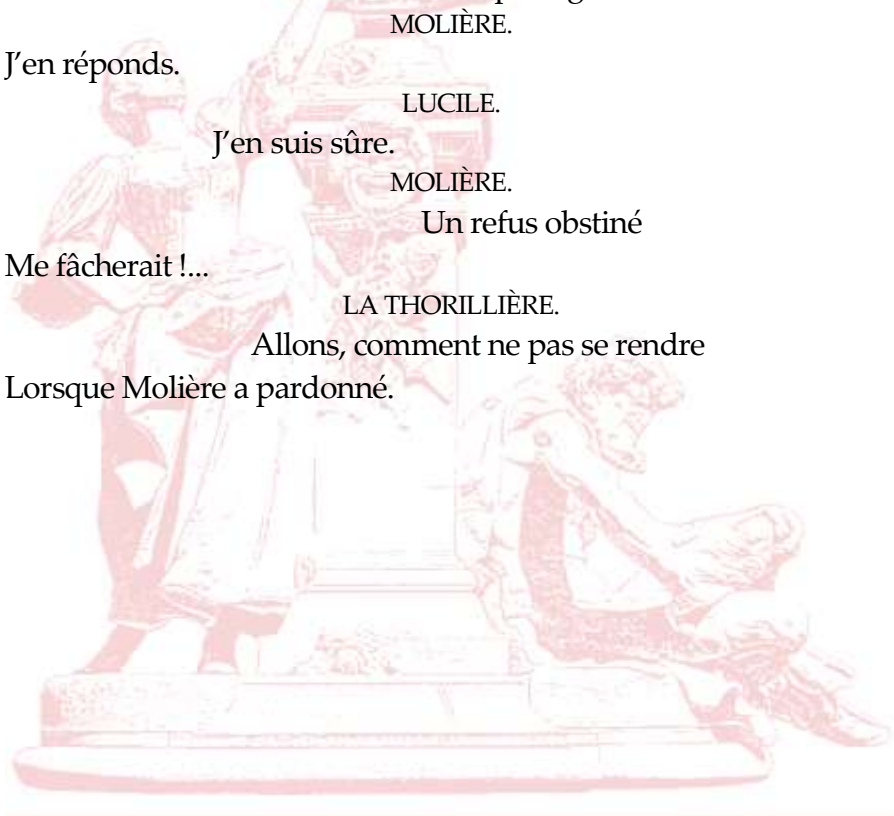 MOLIÈRE.
J’en réponds.
LUCILE.
J’en suis sûre.
MOLIÈRE.
Un refus obstiné
Me fâcherait !...
LA THORILLIÈRE.
Allons, comment ne pas se rendre
Lorsque Molière a pardonné.